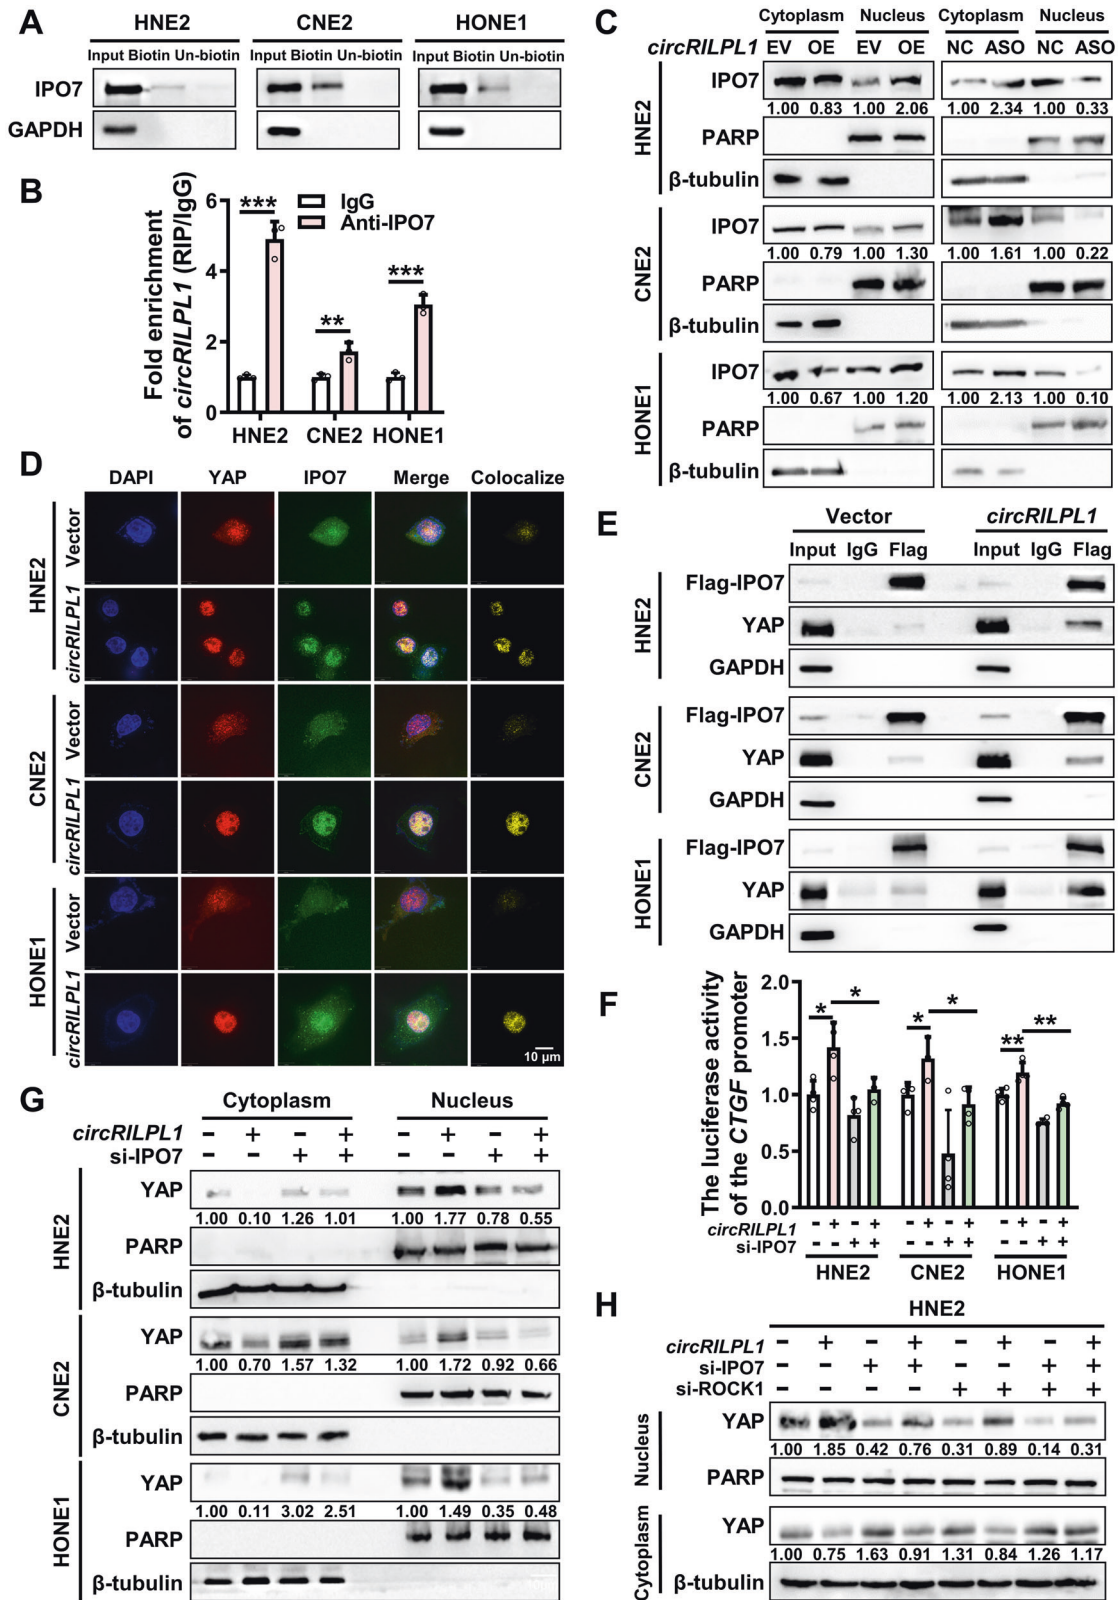 A
HNE2 CNE2 HONE1
Input Biotin Un-biotin Input Biotin Un-biotin Input Biotin Un-biotin
IPO7
GAPDH
B
Fold enrichment
of circRILPL1 (RIP/IgG)
6
4
2
0
IgG
Anti-IPO7
*** ** ***
HNE2 CNE2 HONE1
C
Cytoplasm Nucleus Cytoplasm Nucleus
circRILPL1 EV OE EV OE NC ASO NC ASO
HNE2
IPO7
1.00 0.83 1.00 2.06 1.00 2.34 1.00 0.33
PARP
β-tubulin
CNE2
IPO7
1.00 0.79 1.00 1.30 1.00 1.61 1.00 0.22
PARP
β-tubulin
HONE1
IPO7
1.00 0.67 1.00 1.20 1.00 2.13 1.00 0.10
PARP
β-tubulin
D
DAPI YAP IPO7 Merge Colocalize
HNE2
Vector
circRILPL1
CNE2
Vector
circRILPL1
HONE1
Vector
circRILPL1
10 μm
E
Vector circRILPL1
Input IgG Flag Input IgG Flag
HNE2
Flag-IPO7
YAP
GAPDH
CNE2
Flag-IPO7
YAP
GAPDH
HONE1
Flag-IPO7
YAP
GAPDH
F
The luciferase activity
of the CTGF promoter
2.0
1.5
1.0
0.5
0.0
* * * * ** **
circRILPL1 - + - + - + - + - + - +
si-IPO7 - - + + - - + + - - + +
HNE2 CNE2 HONE1
G
Cytoplasm Nucleus
circRILPL1 - + - + - + - +
si-IPO7 - - + + - - + +
HNE2
YAP
1.00 0.10 1.26 1.01 1.00 1.77 0.78 0.55
PARP
β-tubulin
CNE2
YAP
1.00 0.70 1.57 1.32 1.00 1.72 0.92 0.66
PARP
β-tubulin
HONE1
YAP
1.00 0.11 3.02 2.51 1.00 1.49 0.35 0.48
PARP
β-tubulin
H
HNE2
circRILPL1 - + - + - + - +
si-IPO7 - - + + - - + +
si-ROCK1 - - - - + + + +
Nucleus
YAP
1.00 1.85 0.42 0.76 0.31 0.89 0.14 0.31
PARP
Cytoplasm
YAP
1.00 0.75 1.63 0.91 1.31 0.84 1.26 1.17
β-tubulin